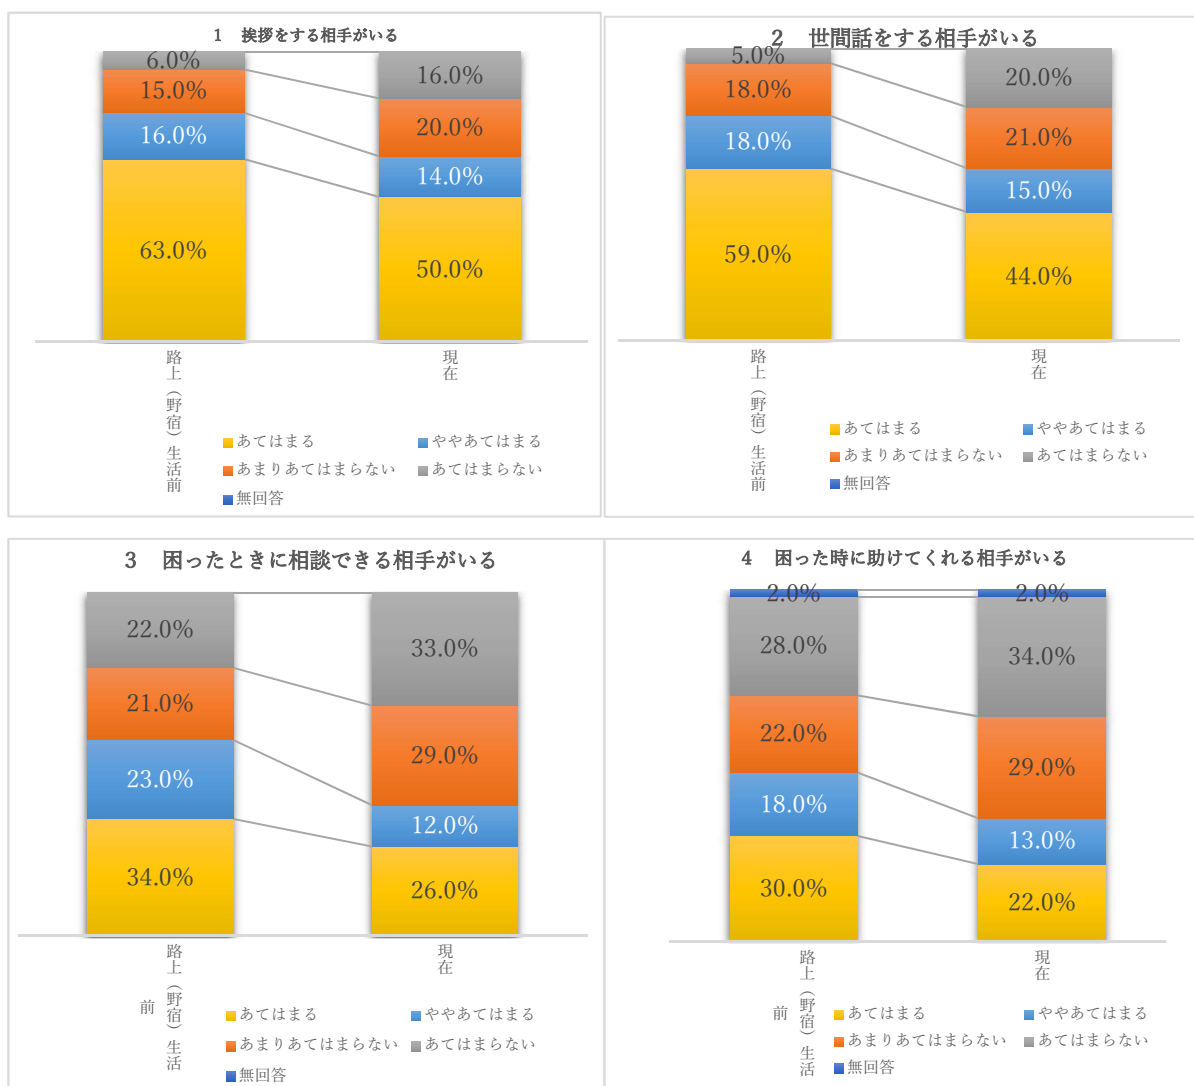 1 挨拶をする相手がいる
6.0%
15.0%
16.0%
63.0%
16.0%
20.0%
14.0%
50.0%
路上（野宿）生活前
現在
あてはまる
ややあてはまる
あまりあてはまらない
あてはまらない
無回答
2 世間話をする相手がいる
5.0%
18.0%
18.0%
59.0%
20.0%
21.0%
15.0%
44.0%
路上（野宿）生活前
現在
あてはまる
ややあてはまる
あまりあてはまらない
あてはまらない
無回答
3 困ったときに相談できる相手がいる
22.0%
21.0%
23.0%
34.0%
33.0%
29.0%
12.0%
26.0%
路上（野宿）生活
前
現在
あてはまる
ややあてはまる
あまりあてはまらない
あてはまらない
無回答
4 困った時に助けてくれる相手がいる
2.0%
28.0%
22.0%
18.0%
30.0%
2.0%
34.0%
29.0%
13.0%
22.0%
路上（野宿）生活
前
現在
あてはまる
ややあてはまる
あまりあてはまらない
あてはまらない
無回答